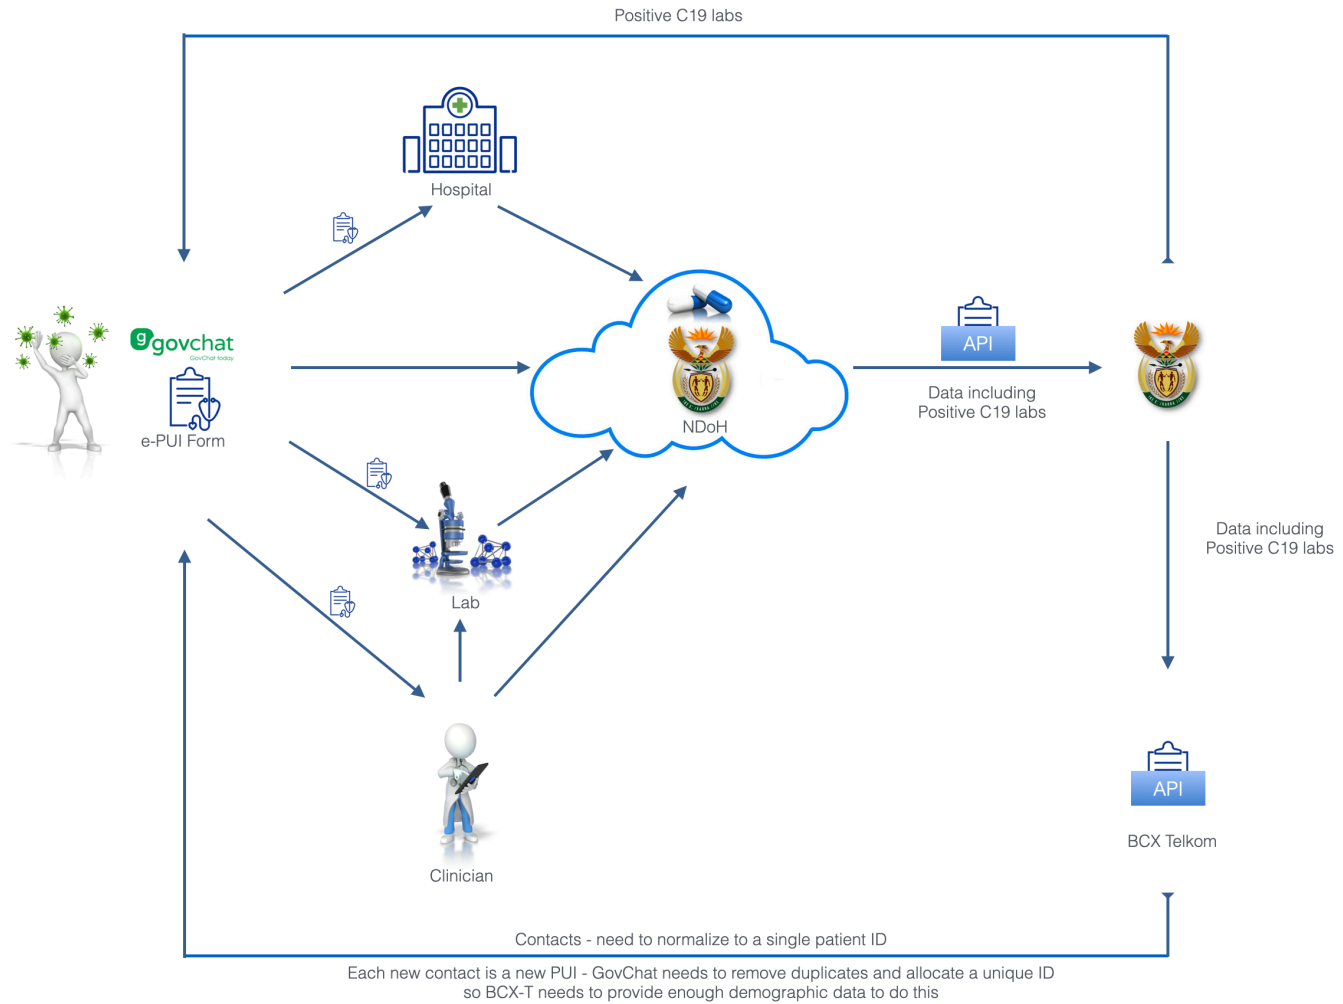 Positive C19 labs
Hospital
g govchat
GovChat today
e-PUI Form
NDoH
API
Data including
Positive C19 labs
Data including
Positive C19 labs
Lab
API
BCX Telkom
Clinician
Contacts - need to normalize to a single patient ID
Each new contact is a new PUI - GovChat needs to remove duplicates and allocate a unique ID
so BCX-T needs to provide enough demographic data to do this